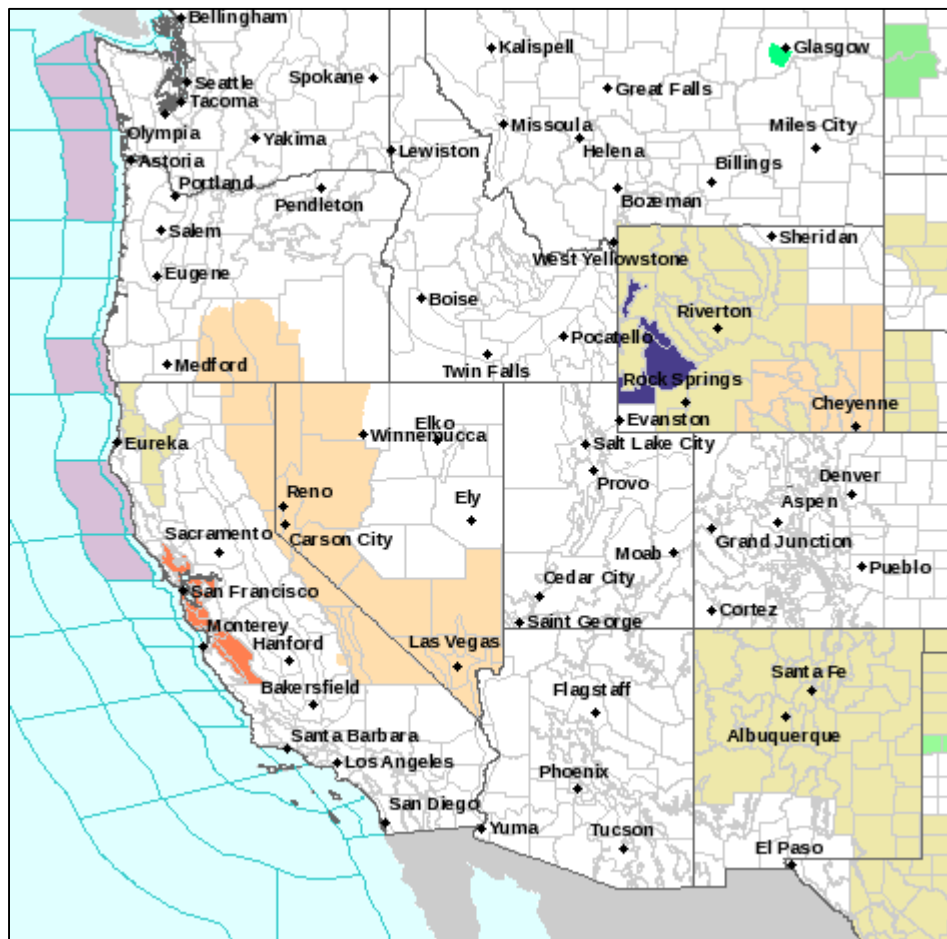 Bellingham
Kalispell
Glasgow
Seattle
Spokane
Great Falls
Tacoma
Missoula
Miles City
Olympia
Yakima
Helena
Astoria
Lewiston
Billings
Portland
Pendleton
Bozeman
Salem
Sheridan
West Yellowstone
Eugene
Boise
Riverton
Pocatello
Medford
Twin Falls
Rock Springs
Cheyenne
Evanston
Elko
Eureka
Winnemucca
Salt Lake City
Provo
Denver
Reno
Ely
Aspen
Sacramento
Carson City
Grand Junction
Moab
Pueblo
Cedar City
San Francisco
Cortez
Monterey
Saint George
Hanford
Las Vegas
Santa Fe
Bakersfield
Flagstaff
Albuquerque
Santa Barbara
Los Angeles
Phoenix
San Diego
Yuma
Tucson
El Paso